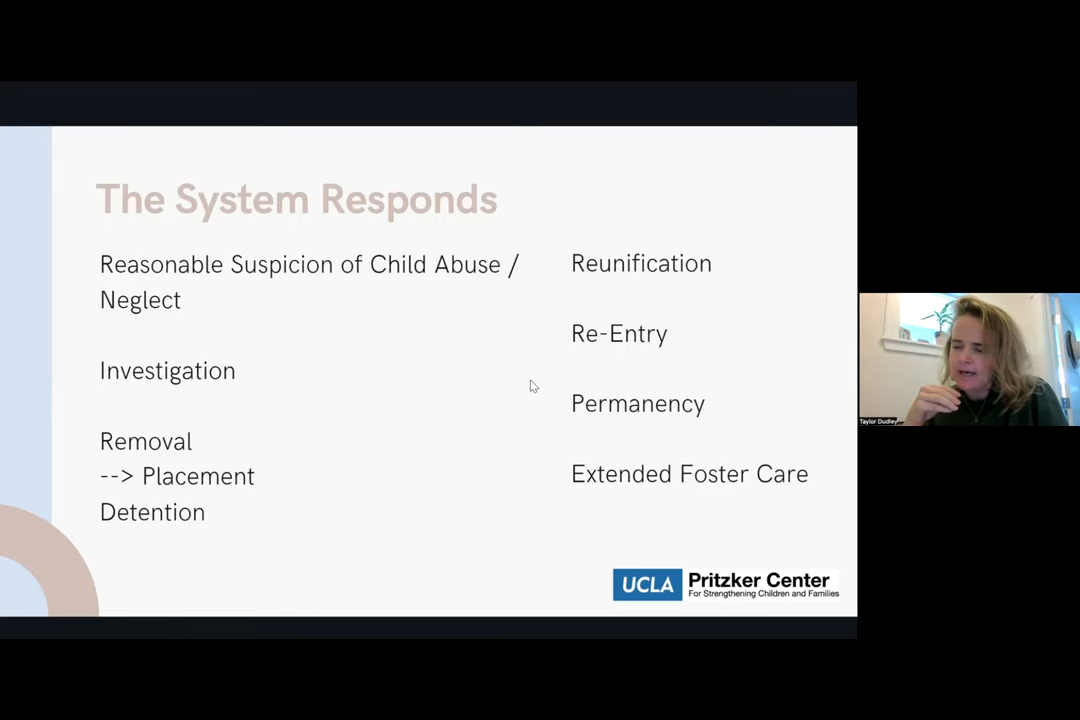 The System Responds
Reasonable Suspicion of Child Abuse /
Neglect
Investigation
Removal
--> Placement
Detention
Reunification
Re-Entry
Permanency
Extended Foster Care
UCLA Pritzker Center
For Strengthening Children and Families
Taylor Dudley